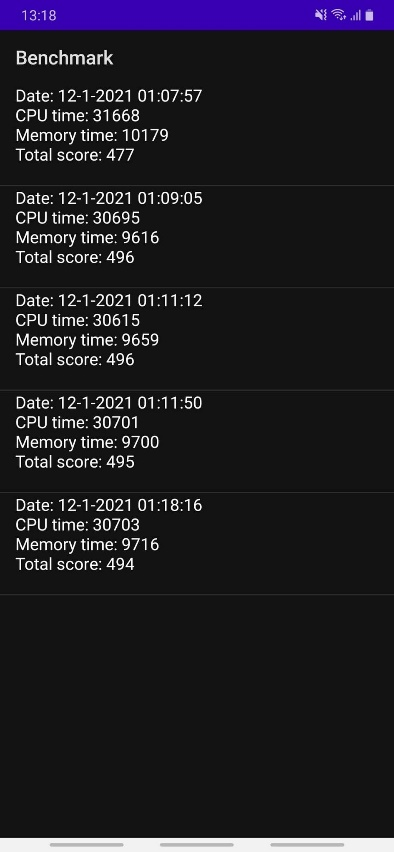 13:18
Benchmark
Date: 12-1-2021 01:07:57
CPU time: 31668
Memory time: 10179
Total score: 477
Date: 12-1-2021 01:09:05
CPU time: 30695
Memory time: 9616
Total score: 496
Date: 12-1-2021 01:11:12
CPU time: 30615
Memory time: 9659
Total score: 496
Date: 12-1-2021 01:11:50
CPU time: 30701
Memory time: 9700
Total score: 495
Date: 12-1-2021 01:18:16
CPU time: 30703
Memory time: 9716
Total score: 494